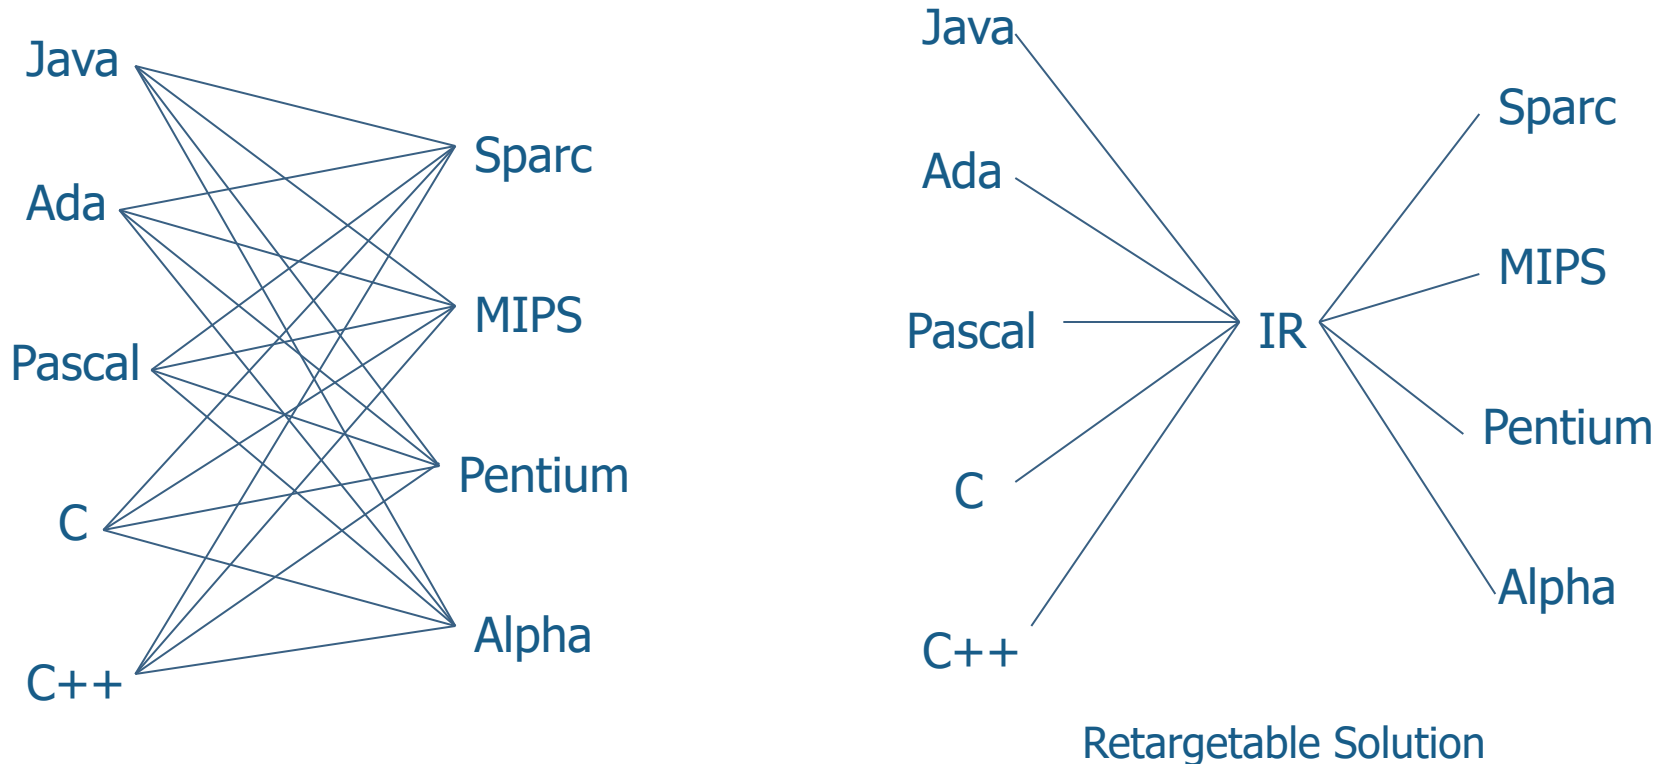 Java
Ada
Pascal
C
C++
Sparc
MIPS
Pentium
Alpha
Java
Ada
Pascal
C
C++
IR
Sparc
MIPS
Pentium
Alpha
Retargetable Solution